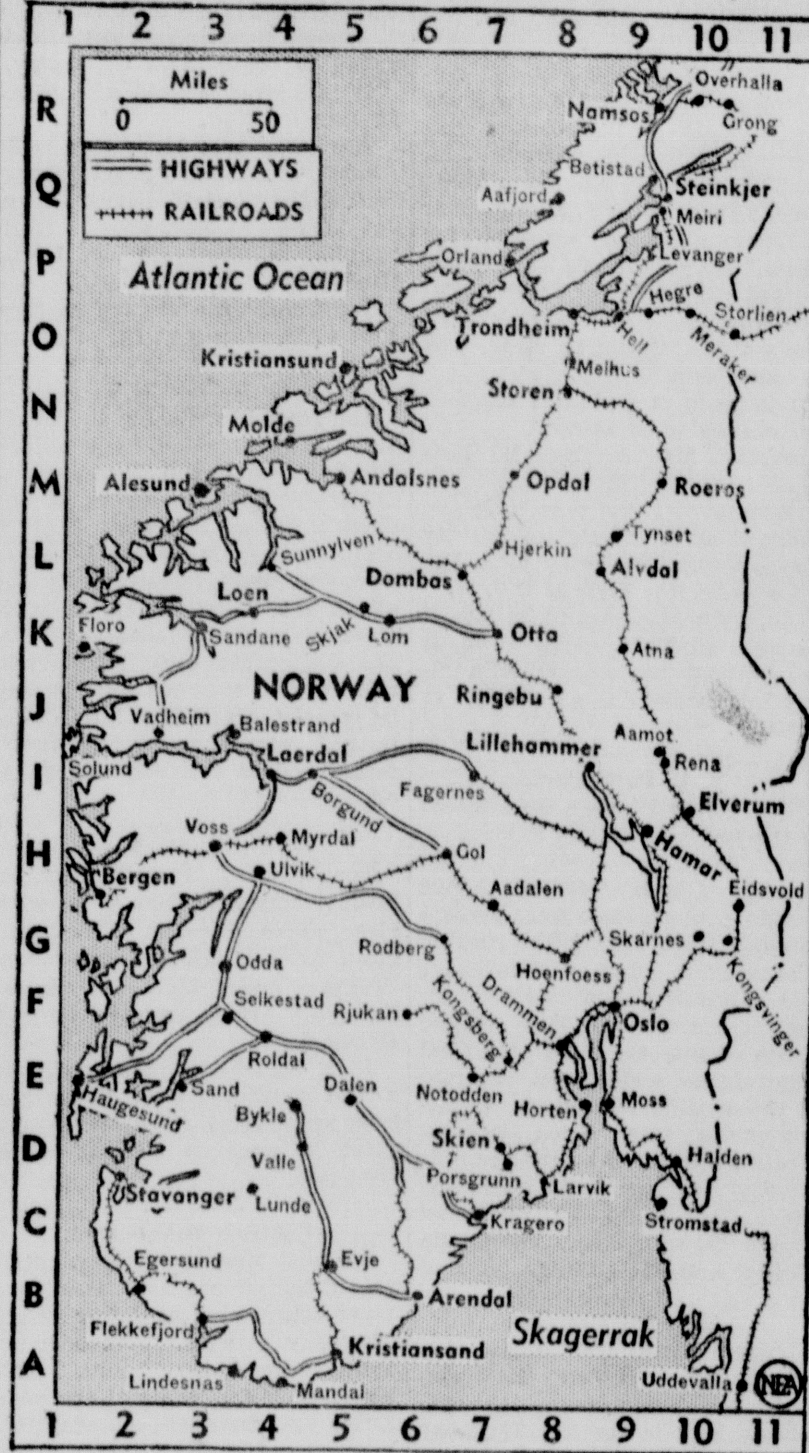 1 2 3 4 5 6 7 8 9 10 11
Miles
0 50
HIGHWAYS
RAILROADS
R
Overhalla
Namsos
Grong
Betistad
Q
Steinkjer
Aafjord
Meiri
P
Orland
Levanger
Atlantic Ocean
Hegre
Storlien
O
Trondheim
Hell
Meraker
Kristiansund
Melhus
N
Storen
Molde
M
Alesund
Andalsnes
Opdal
Roeros
L
Sunnylven
Hjerkin
Tynset
Dombas
Alvdal
Loen
K
Floro
Sandane
Skjak
Lom
Otta
Atna
J
NORWAY
Ringebu
Vadheim
Balestrand
Lillehammer
Aamot
I
Solund
Laerdal
Rena
Borgund
Fagernes
Elverum
Voss
H
Myrdal
Gol
Hamar
Bergen
Ulvik
Aadalen
Eidsvold
G
Rodberg
Skarnes
Odda
Hoenfoess
Kongsvinger
F
Selkestad
Rjukan
Kongsberg
Drammen
Oslo
E
Roldal
Haugesund
Sand
Dalen
Notodden
Bykle
Horten
Moss
D
Valle
Skien
Halden
Stavanger
Lunde
Porsgrunn
Larvik
C
Kragero
Stromstad
Egersund
Evje
B
Arendal
Flekkefjord
Skagerrak
A
Kristiansand
Lindesnas
Mandal
Uddevalla
NEA
1 2 3 4 5 6 7 8 9 10 11